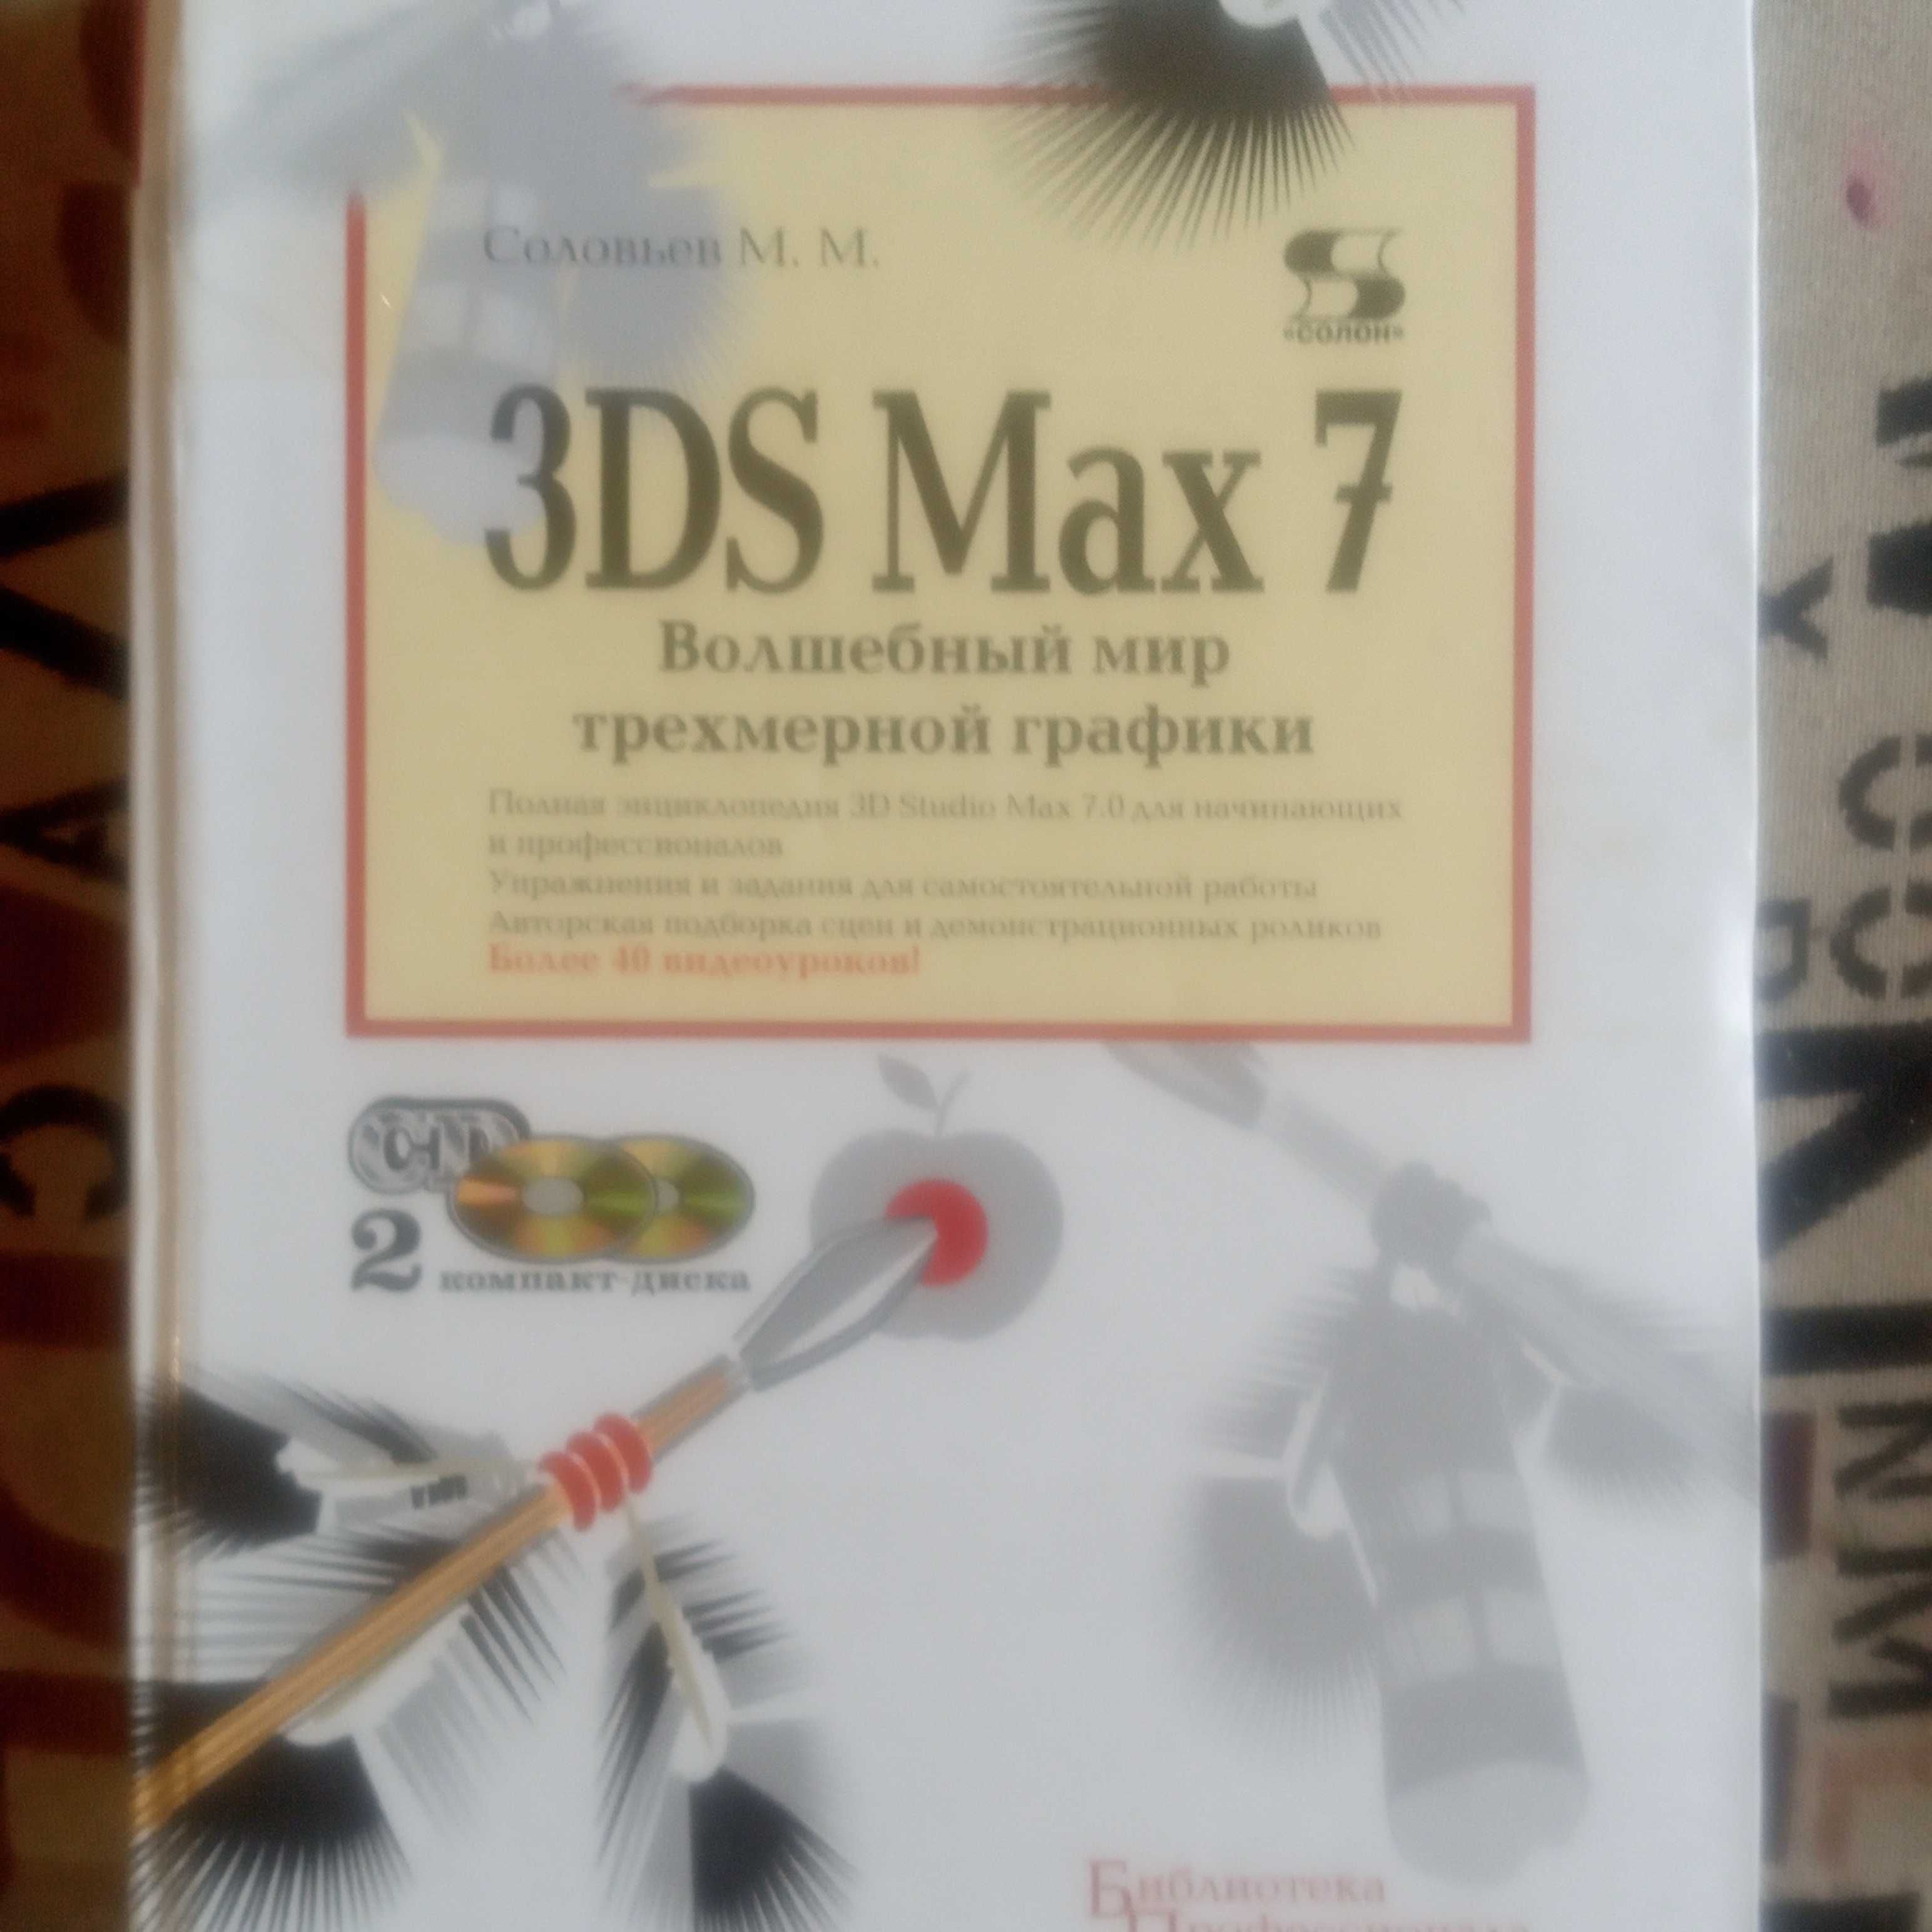 Соловьев М. М.
«СОЛОН»
3DS Max 7
Волшебный мир
трехмерной графики
Полная энциклопедия 3D Studio Max 7.0 для начинающих
и профессионалов
Упражнения и задания для самостоятельной работы
Авторская подборка сцен и демонстрационных роликов
Более 40 видеоуроков!
2 компакт-диска
Библиотека
Профессионала